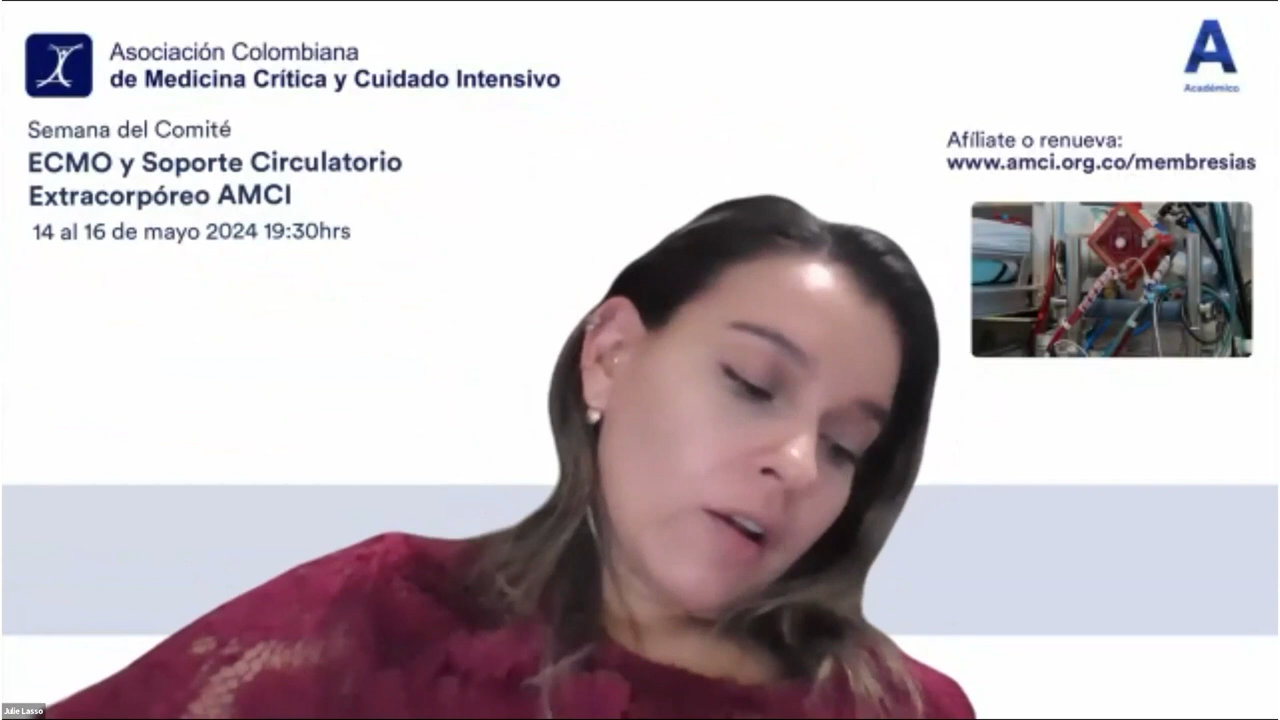 Asociación Colombiana
de Medicina Crítica y Cuidado Intensivo
Semana del Comité
ECMO y Soporte Circulatorio
Extracorpóreo AMCI
14 al 16 de mayo 2024 19:30hrs
A
Académico
Afíliate o renueva:
www.amci.org.co/membresias
Julie Lasso